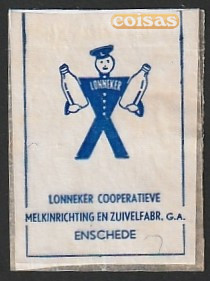 coisas
LONNEKER
LONNEKER COOPERATIEVE
MELKINRICHTING EN ZUIVELFABR. G.A.
ENSCHEDE